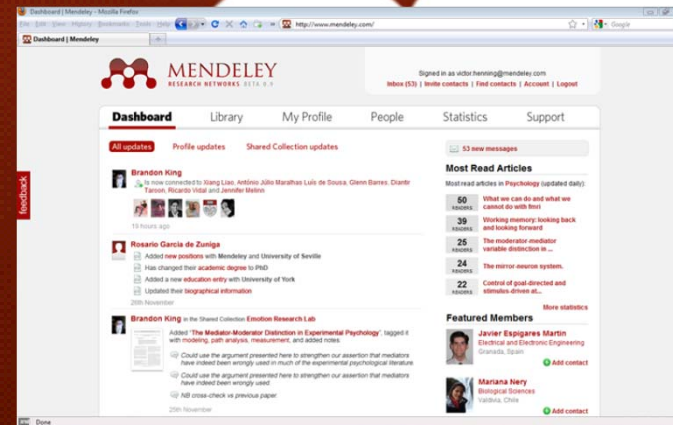 Dashboard | Mendeley - Mozilla Firefox
File Edit View History Bookmarks Tools Help
http://www.mendeley.com/
Google
Dashboard | Mendeley
MENDELEY
RESEARCH NETWORKS BETA
Signed in as victor.henning@mendeley.com
Inbox (53) | Invite contacts | Find contacts | Account | Logout
Dashboard Library My Profile People Statistics Support
All updates Profile updates Shared Collection updates
53 new messages
feedback
Brandon King
is now connected to Xiang Liao, António Júlio Maralhas Luis de Sousa, Glenn Barres,
Ricardo Vidal and Jennifer
19 hours ago
Rosario García de Zuniga
Added new positions with Mendeley and University of Seville
Has changed their academic degree to PhD
Added a new education entry with University of York
Updated their biographical information
26th November
Brandon King in the Shared Collection Emotion Research Lab
Added "The Mediator-Moderator Distinction in Experimental Psychology", tagged it
with modeling, path analysis, measurement, and added notes:
Could use the argument presented here to strengthen our assertion that mediators
have indeed been wrongly used in much of the experimental psychological literature
Could use the argument presented here to strengthen our assertion that mediators
have indeed been wrongly used
NB cross-check vs previous paper.
25th November
Most Read Articles
Most read articles in Psychology (updated daily):
50 READERS What we can do and what we
cannot do with fmri
39 READERS Working memory: looking back
and looking forward
25 READERS The moderator-mediator
variable distinction in ...
24 READERS The mirror-neuron system.
22 READERS Control of goal-directed and
stimulus-driven at...
More statistics
Featured Members
Javier Espigares Martin
Electrical and Electronic Engineering
Granada, Spain
Add contact
Mariana Nery
Biological Sciences
Valdivia, Chile
Add contact
Done